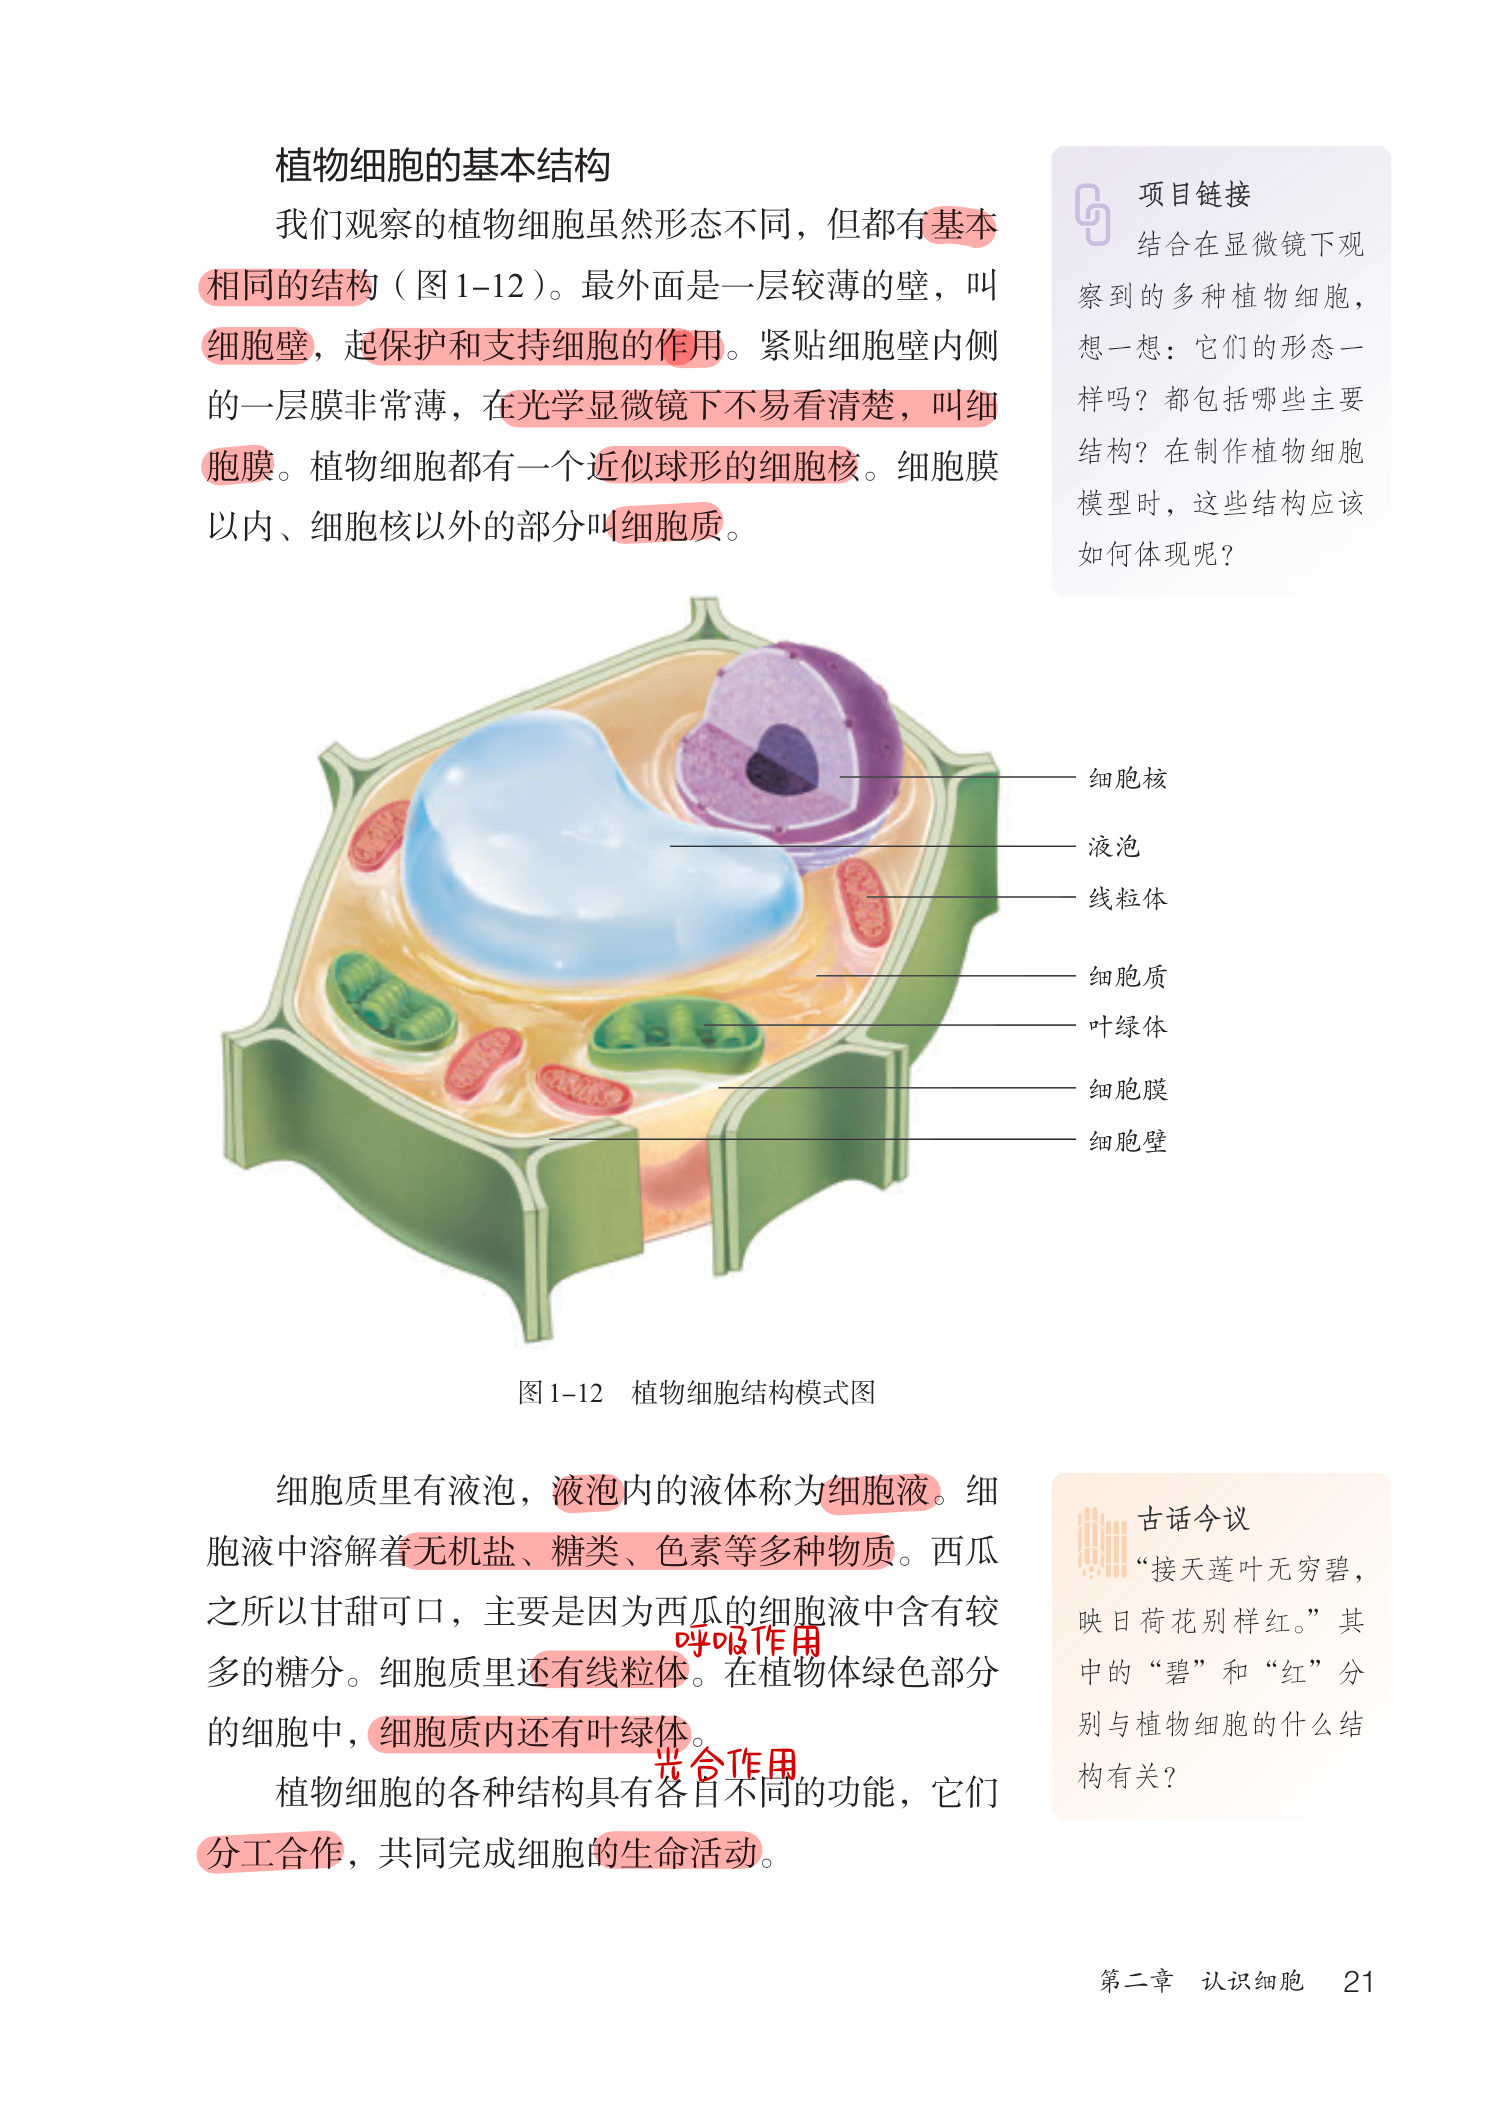 植物细胞的基本结构
我们观察的植物细胞虽然形态不同，但都有基本
相同的结构（图1–12）。最外面是一层较薄的壁，叫
细胞壁，起保护和支持细胞的作用。紧贴细胞壁内侧
的一层膜非常薄，在光学显微镜下不易看清楚，叫细
胞膜。植物细胞都有一个近似球形的细胞核。细胞膜
以内、细胞核以外的部分叫细胞质。
项目链接
结合在显微镜下观
察到的多种植物细胞，
想一想：它们的形态一
样吗？都包括哪些主要
结构？在制作植物细胞
模型时，这些结构应该
如何体现呢？
细胞核
液泡
线粒体
细胞质
叶绿体
细胞膜
细胞壁
图1–12 植物细胞结构模式图
细胞质里有液泡，液泡内的液体称为细胞液。细
胞液中溶解着无机盐、糖类、色素等多种物质。西瓜
之所以甘甜可口，主要是因为西瓜的细胞液中含有较
呼吸作用
多的糖分。细胞质里还有线粒体。在植物体绿色部分
的细胞中，细胞质内还有叶绿体。
光合作用
植物细胞的各种结构具有各自不同的功能，它们
分工合作，共同完成细胞的生命活动。
古话今议
“接天莲叶无穷碧，
映日荷花别样红。”其
中的“碧”和“红”分
别与植物细胞的什么结
构有关？
第二章 认识细胞 21